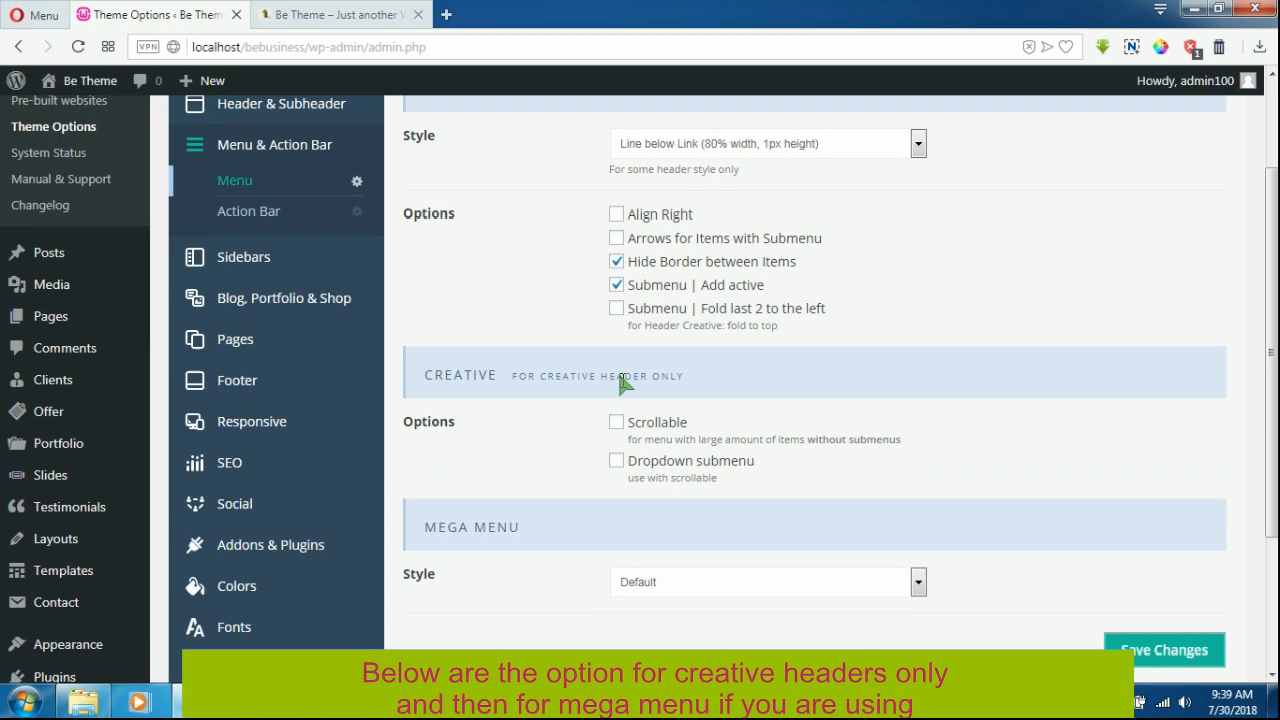 Menu
Theme Options ‹ Be Them
Be Theme – Just another W
VPN
localhost/bebusiness/wp-admin/admin.php
1
Be Theme
0
New
Howdy, admin100
Pre-built websites
Theme Options
System Status
Manual & Support
Changelog
Posts
Media
Pages
Comments
Clients
Offer
Portfolio
Slides
Testimonials
Layouts
Templates
Contact
Appearance
Plugins
Header & Subheader
Menu & Action Bar
Menu
Action Bar
Sidebars
Blog, Portfolio & Shop
Pages
Footer
Responsive
SEO
Social
Addons & Plugins
Colors
Fonts
Style
Line below Link (80% width, 1px height)
For some header style only
Options
Align Right
Arrows for Items with Submenu
Hide Border between Items
Submenu | Add active
Submenu | Fold last 2 to the left
for Header Creative: fold to top
CREATIVE FOR CREATIVE HEADER ONLY
Options
Scrollable
for menu with large amount of items without submenus
Dropdown submenu
use with scrollable
MEGA MENU
Style
Default
Save Changes
Below are the option for creative headers only
and then for mega menu if you are using
9:39 AM
7/30/2018